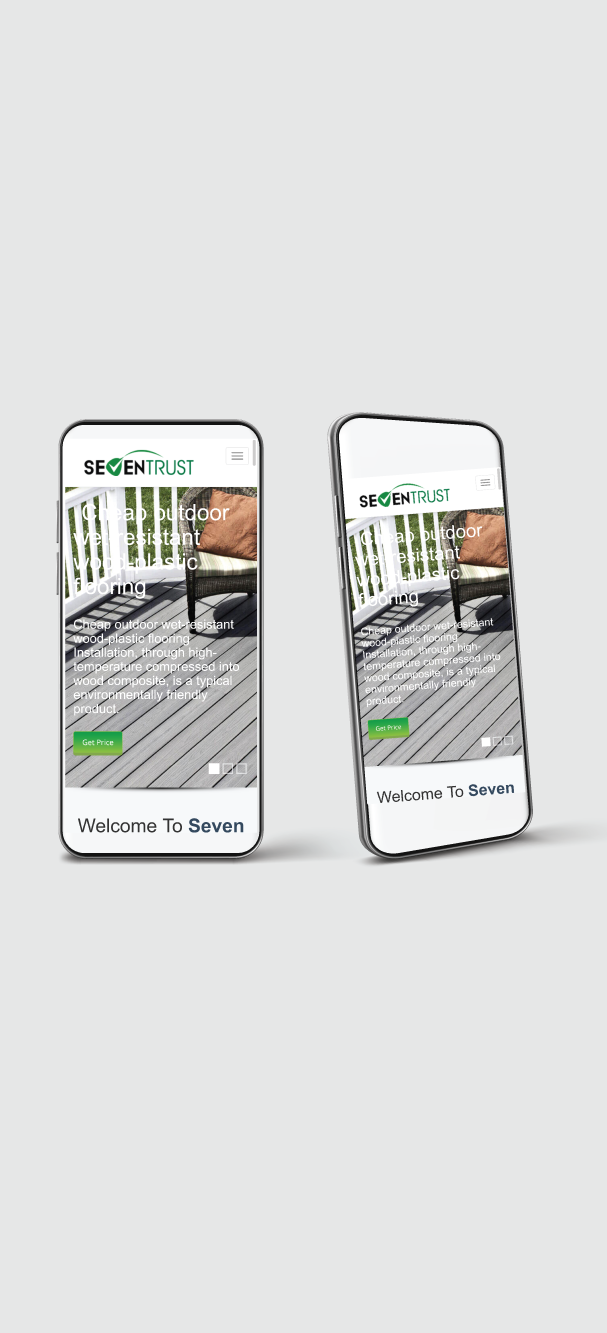 SEVENTRUST
Cheap outdoor
wet-resistant
wood-plastic
flooring
Cheap outdoor wet-resistant
wood-plastic flooring
Installation, through high-
temperature compressed into
wood composite, is a typical
environmentally friendly
product.
Get Price
Welcome To Seven
SEVENTRUST
Cheap outdoor
wet-resistant
wood-plastic
flooring
Cheap outdoor wet-resistant
wood-plastic flooring
Installation, through high-
temperature compressed into
wood composite, is a typical
environmentally friendly
product.
Get Price
Welcome To Seven